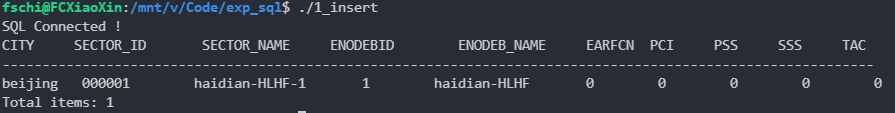 fschi@FCXiaoXin:/mnt/v/Code/exp_sql$ ./1_insert
SQL Connected !
CITY SECTOR_ID SECTOR_NAME ENODEBID ENODEB_NAME EARFCN PCI PSS SSS TAC
------------------------------------------------------------------------------------------------------------
beijing 000001 haidian-HLHF-1 1 haidian-HLHF 0 0 0 0 0
Total items: 1